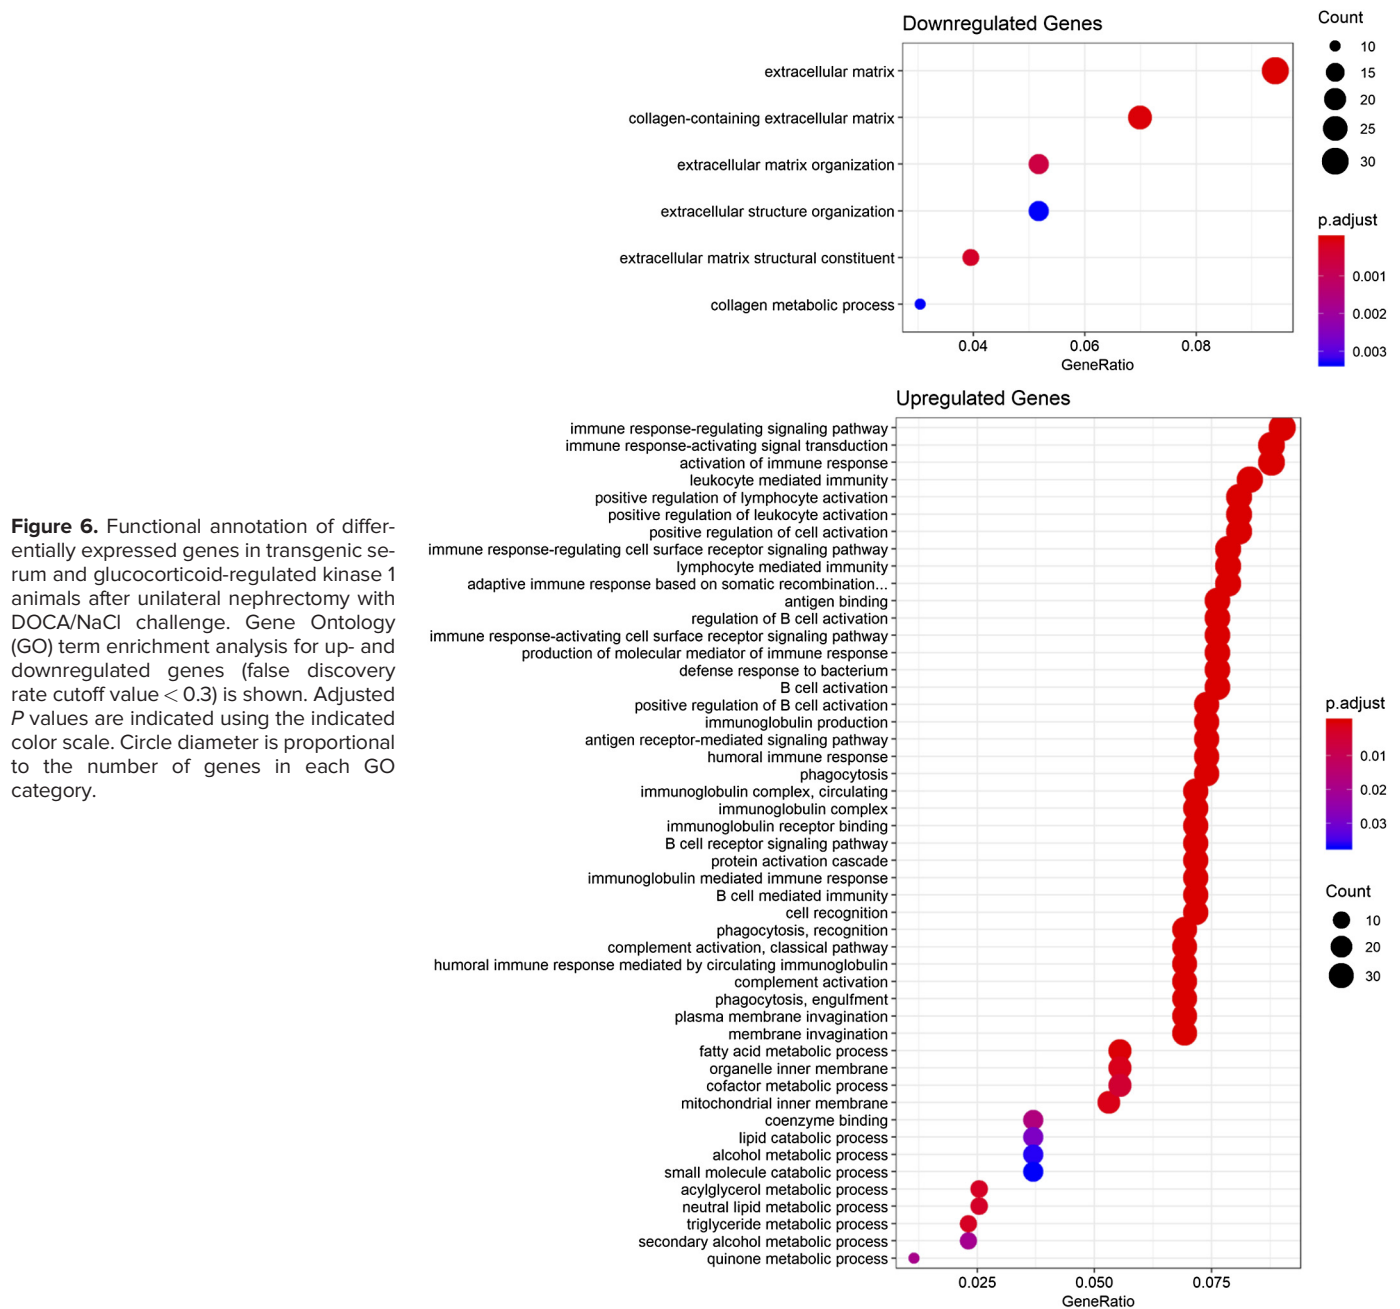 Downregulated Genes
extracellular matrix
collagen-containing extracellular matrix
extracellular matrix organization
extracellular structure organization
extracellular matrix structural constituent
collagen metabolic process
0.04 0.06 0.08
GeneRatio
Count
10
15
20
25
30
p.adjust
0.001
0.002
0.003
Upregulated Genes
immune response-regulating signaling pathway
immune response-activating signal transduction
activation of immune response
leukocyte mediated immunity
positive regulation of lymphocyte activation
positive regulation of leukocyte activation
positive regulation of cell activation
immune response-regulating cell surface receptor signaling pathway
lymphocyte mediated immunity
adaptive immune response based on somatic recombination...
antigen binding
regulation of B cell activation
immune response-activating cell surface receptor signaling pathway
production of molecular mediator of immune response
defense response to bacterium
B cell activation
positive regulation of B cell activation
immunoglobulin production
antigen receptor-mediated signaling pathway
humoral immune response
phagocytosis
immunoglobulin complex, circulating
immunoglobulin complex
immunoglobulin receptor binding
B cell receptor signaling pathway
protein activation cascade
immunoglobulin mediated immune response
B cell mediated immunity
cell recognition
phagocytosis, recognition
complement activation, classical pathway
humoral immune response mediated by circulating immunoglobulin
complement activation
phagocytosis, engulfment
plasma membrane invagination
membrane invagination
fatty acid metabolic process
organelle inner membrane
cofactor metabolic process
mitochondrial inner membrane
coenzyme binding
lipid catabolic process
alcohol metabolic process
small molecule catabolic process
acylglycerol metabolic process
neutral lipid metabolic process
triglyceride metabolic process
secondary alcohol metabolic process
quinone metabolic process
0.025 0.050 0.075
GeneRatio
p.adjust
0.01
0.02
0.03
Count
10
20
30
Figure 6. Functional annotation of differ-
entially expressed genes in transgenic se-
rum and glucocorticoid-regulated kinase 1
animals after unilateral nephrectomy with
DOCA/NaCl challenge. Gene Ontology
(GO) term enrichment analysis for up- and
downregulated genes (false discovery
rate cutoff value < 0.3) is shown. Adjusted
P values are indicated using the indicated
color scale. Circle diameter is proportional
to the number of genes in each GO
category.